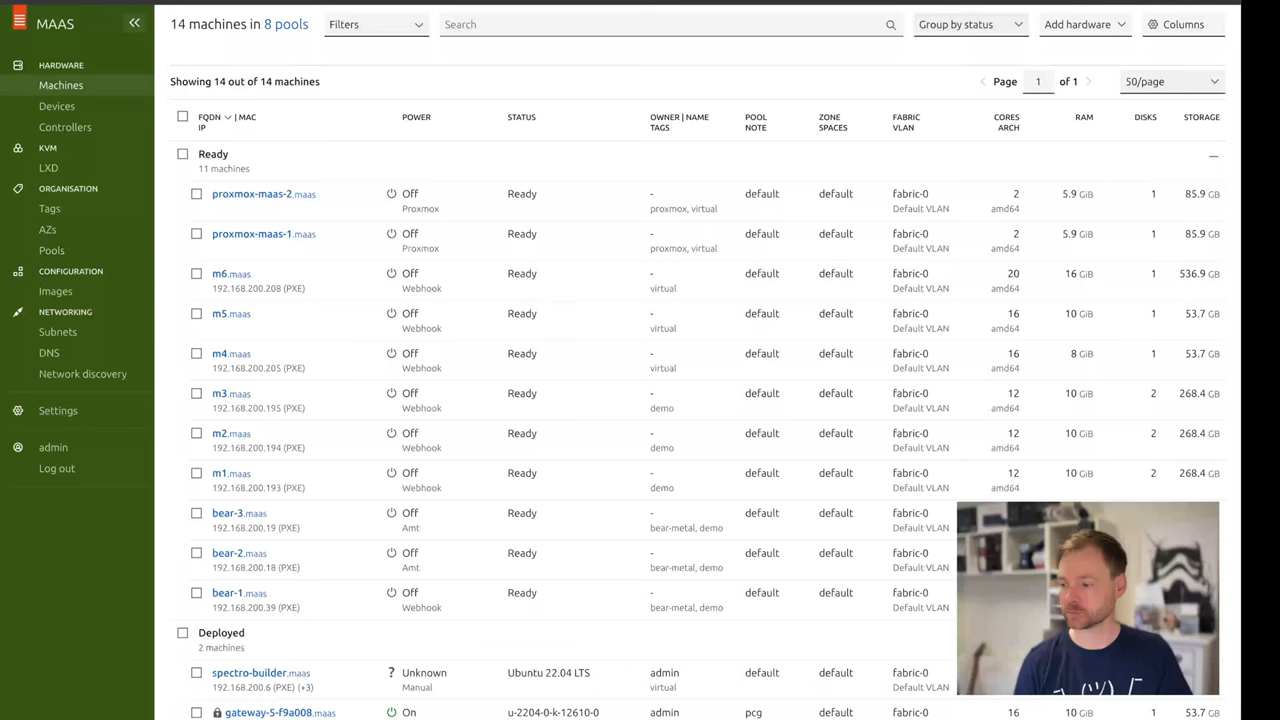 MAAS
14 machines in 8 pools
Filters
Search
Group by status
Add hardware
Columns
HARDWARE
Machines
Devices
Controllers
KVM
LXD
ORGANISATION
Tags
AZs
Pools
CONFIGURATION
Images
NETWORKING
Subnets
DNS
Network discovery
Settings
admin
Log out
Showing 14 out of 14 machines
Page 1 of 1
50/page
FQDN | MAC POWER STATUS OWNER | NAME POOL ZONE FABRIC CORES RAM DISKS STORAGE
IP TAGS NOTE SPACES VLAN ARCH
Ready
11 machines
proxmox-maas-2.maas Off Ready - default default fabric-0 2 5.9 GiB 1 85.9 GB
Proxmox proxmox, virtual Default VLAN amd64
proxmox-maas-1.maas Off Ready - default default fabric-0 2 5.9 GiB 1 85.9 GB
Proxmox proxmox, virtual Default VLAN amd64
m6.maas Off Ready - default default fabric-0 20 16 GiB 1 536.9 GB
192.168.200.208 (PXE) Webhook virtual Default VLAN amd64
m5.maas Off Ready - default default fabric-0 16 10 GiB 1 53.7 GB
Webhook virtual Default VLAN amd64
m4.maas Off Ready - default default fabric-0 16 8 GiB 1 53.7 GB
192.168.200.205 (PXE) Webhook virtual Default VLAN amd64
m3.maas Off Ready - default default fabric-0 12 10 GiB 2 268.4 GB
192.168.200.195 (PXE) Webhook demo Default VLAN amd64
m2.maas Off Ready - default default fabric-0 12 10 GiB 2 268.4 GB
192.168.200.194 (PXE) Webhook demo Default VLAN amd64
m1.maas Off Ready - default default fabric-0 12 10 GiB 2 268.4 GB
192.168.200.193 (PXE) Webhook demo Default VLAN amd64
bear-3.maas Off Ready - default default fabric-0
192.168.200.19 (PXE) Amt bear-metal, demo Default VLAN
bear-2.maas Off Ready - default default fabric-0
192.168.200.18 (PXE) Amt bear-metal, demo Default VLAN
bear-1.maas Off Ready - default default fabric-0
192.168.200.39 (PXE) Webhook bear-metal, demo Default VLAN
Deployed
2 machines
spectro-builder.maas ? Unknown Ubuntu 22.04 LTS admin default default fabric-0
192.168.200.6 (PXE) (+3) Manual virtual Default VLAN
gateway-5-f9a008.maas On u-2204-0-k-12610-0 admin pcg default fabric-0 16 10 GiB 1 53.7 GB